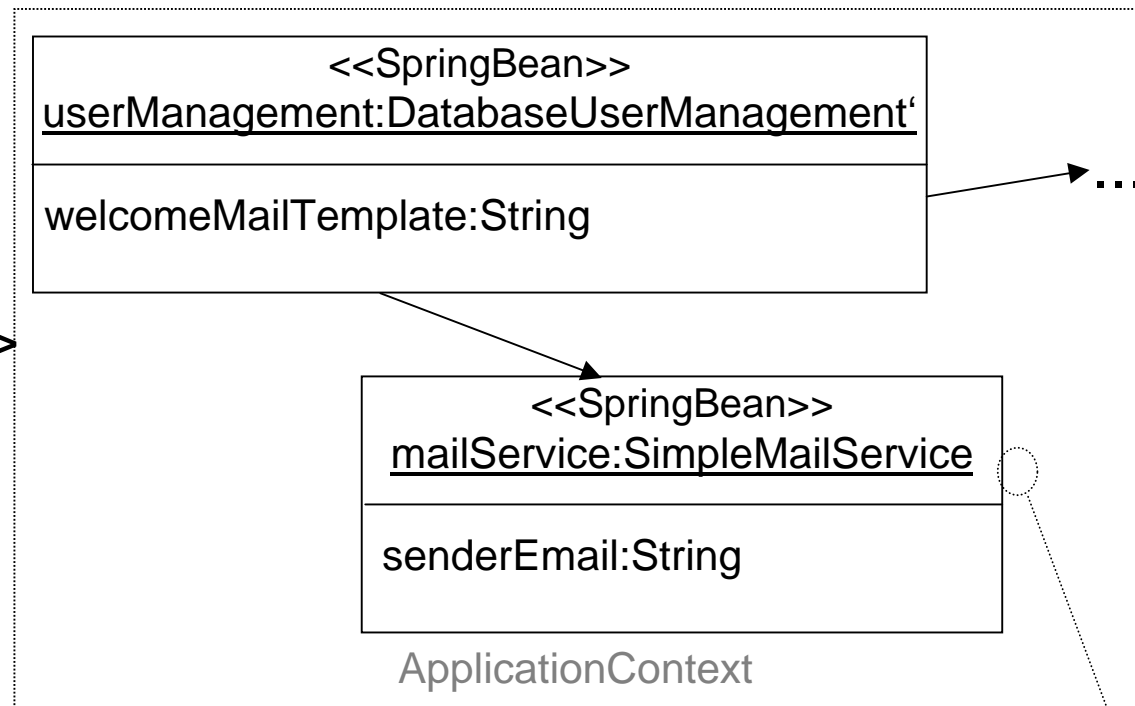 <<SpringBean>>
userManagement:DatabaseUserManagement‘
welcomeMailTemplate:String
...
>
<<SpringBean>>
mailService:SimpleMailService
senderEmail:String
ApplicationContext